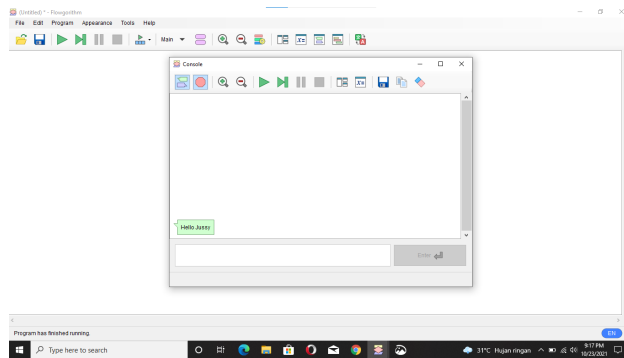 (Untitled) * - Flowgorithm
File Edit Program Appearance Tools Help
Main
Console
Hello Jussy
Enter
Program has finished running.
EN
Type here to search
31°C Hujan ringan
9:17 PM
10/23/2021